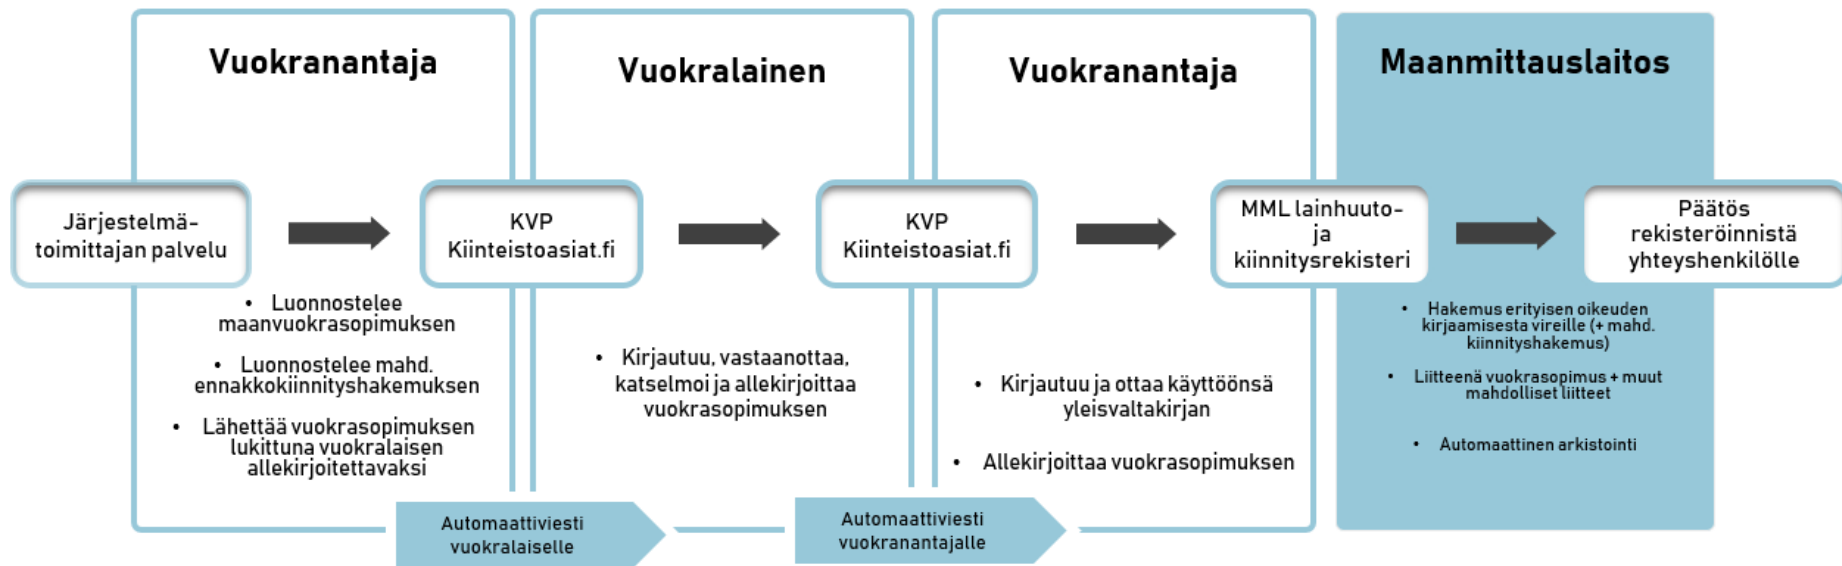 Vuokranantaja
Järjestelmä-
toimittajan palvelu
KVP
Kiinteistoasiat.fi
• Luonnostelee
maanvuokrasopimuksen
• Luonnostelee mahd.
ennakkokiinnityshakemuksen
• Lähettää vuokrasopimuksen
lukittuna vuokralaisen
allekirjoitettavaksi
Automaattiviesti
vuokralaiselle
Vuokralainen
KVP
Kiinteistoasiat.fi
• Kirjautuu, vastaanottaa,
katselmoi ja allekirjoittaa
vuokrasopimuksen
Automaattiviesti
vuokranantajalle
Vuokranantaja
MML lainhuuto-
ja
kiinnitysrekisteri
• Kirjautuu ja ottaa käyttöönsä
yleisvaltakirjan
• Allekirjoittaa vuokrasopimuksen
Maanmittauslaitos
Päätös
rekisteröinnistä
yhteyshenkilölle
• Hakemus erityisen oikeuden
kirjaamisesta vireille (+ mahd.
kiinnityshakemus)
• Liitteenä vuokrasopimus + muut
mahdolliset liitteet
• Automaattinen arkistointi